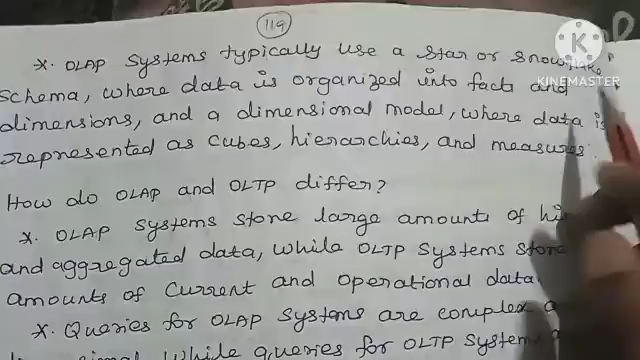 119
*. OLAP systems typically use a star or snowflake
schema, where data is organized into facts and
dimensions, and a dimensional model, where data is
represented as cubes, hierarchies, and measures.
How do OLAP and OLTP differ?
*. OLAP systems store large amounts of
and aggregated data, while OLTP systems store
amounts of current and operational data.
*. Queries for OLAP systems are complex
while queries for OLTP systems
KINEMASTER